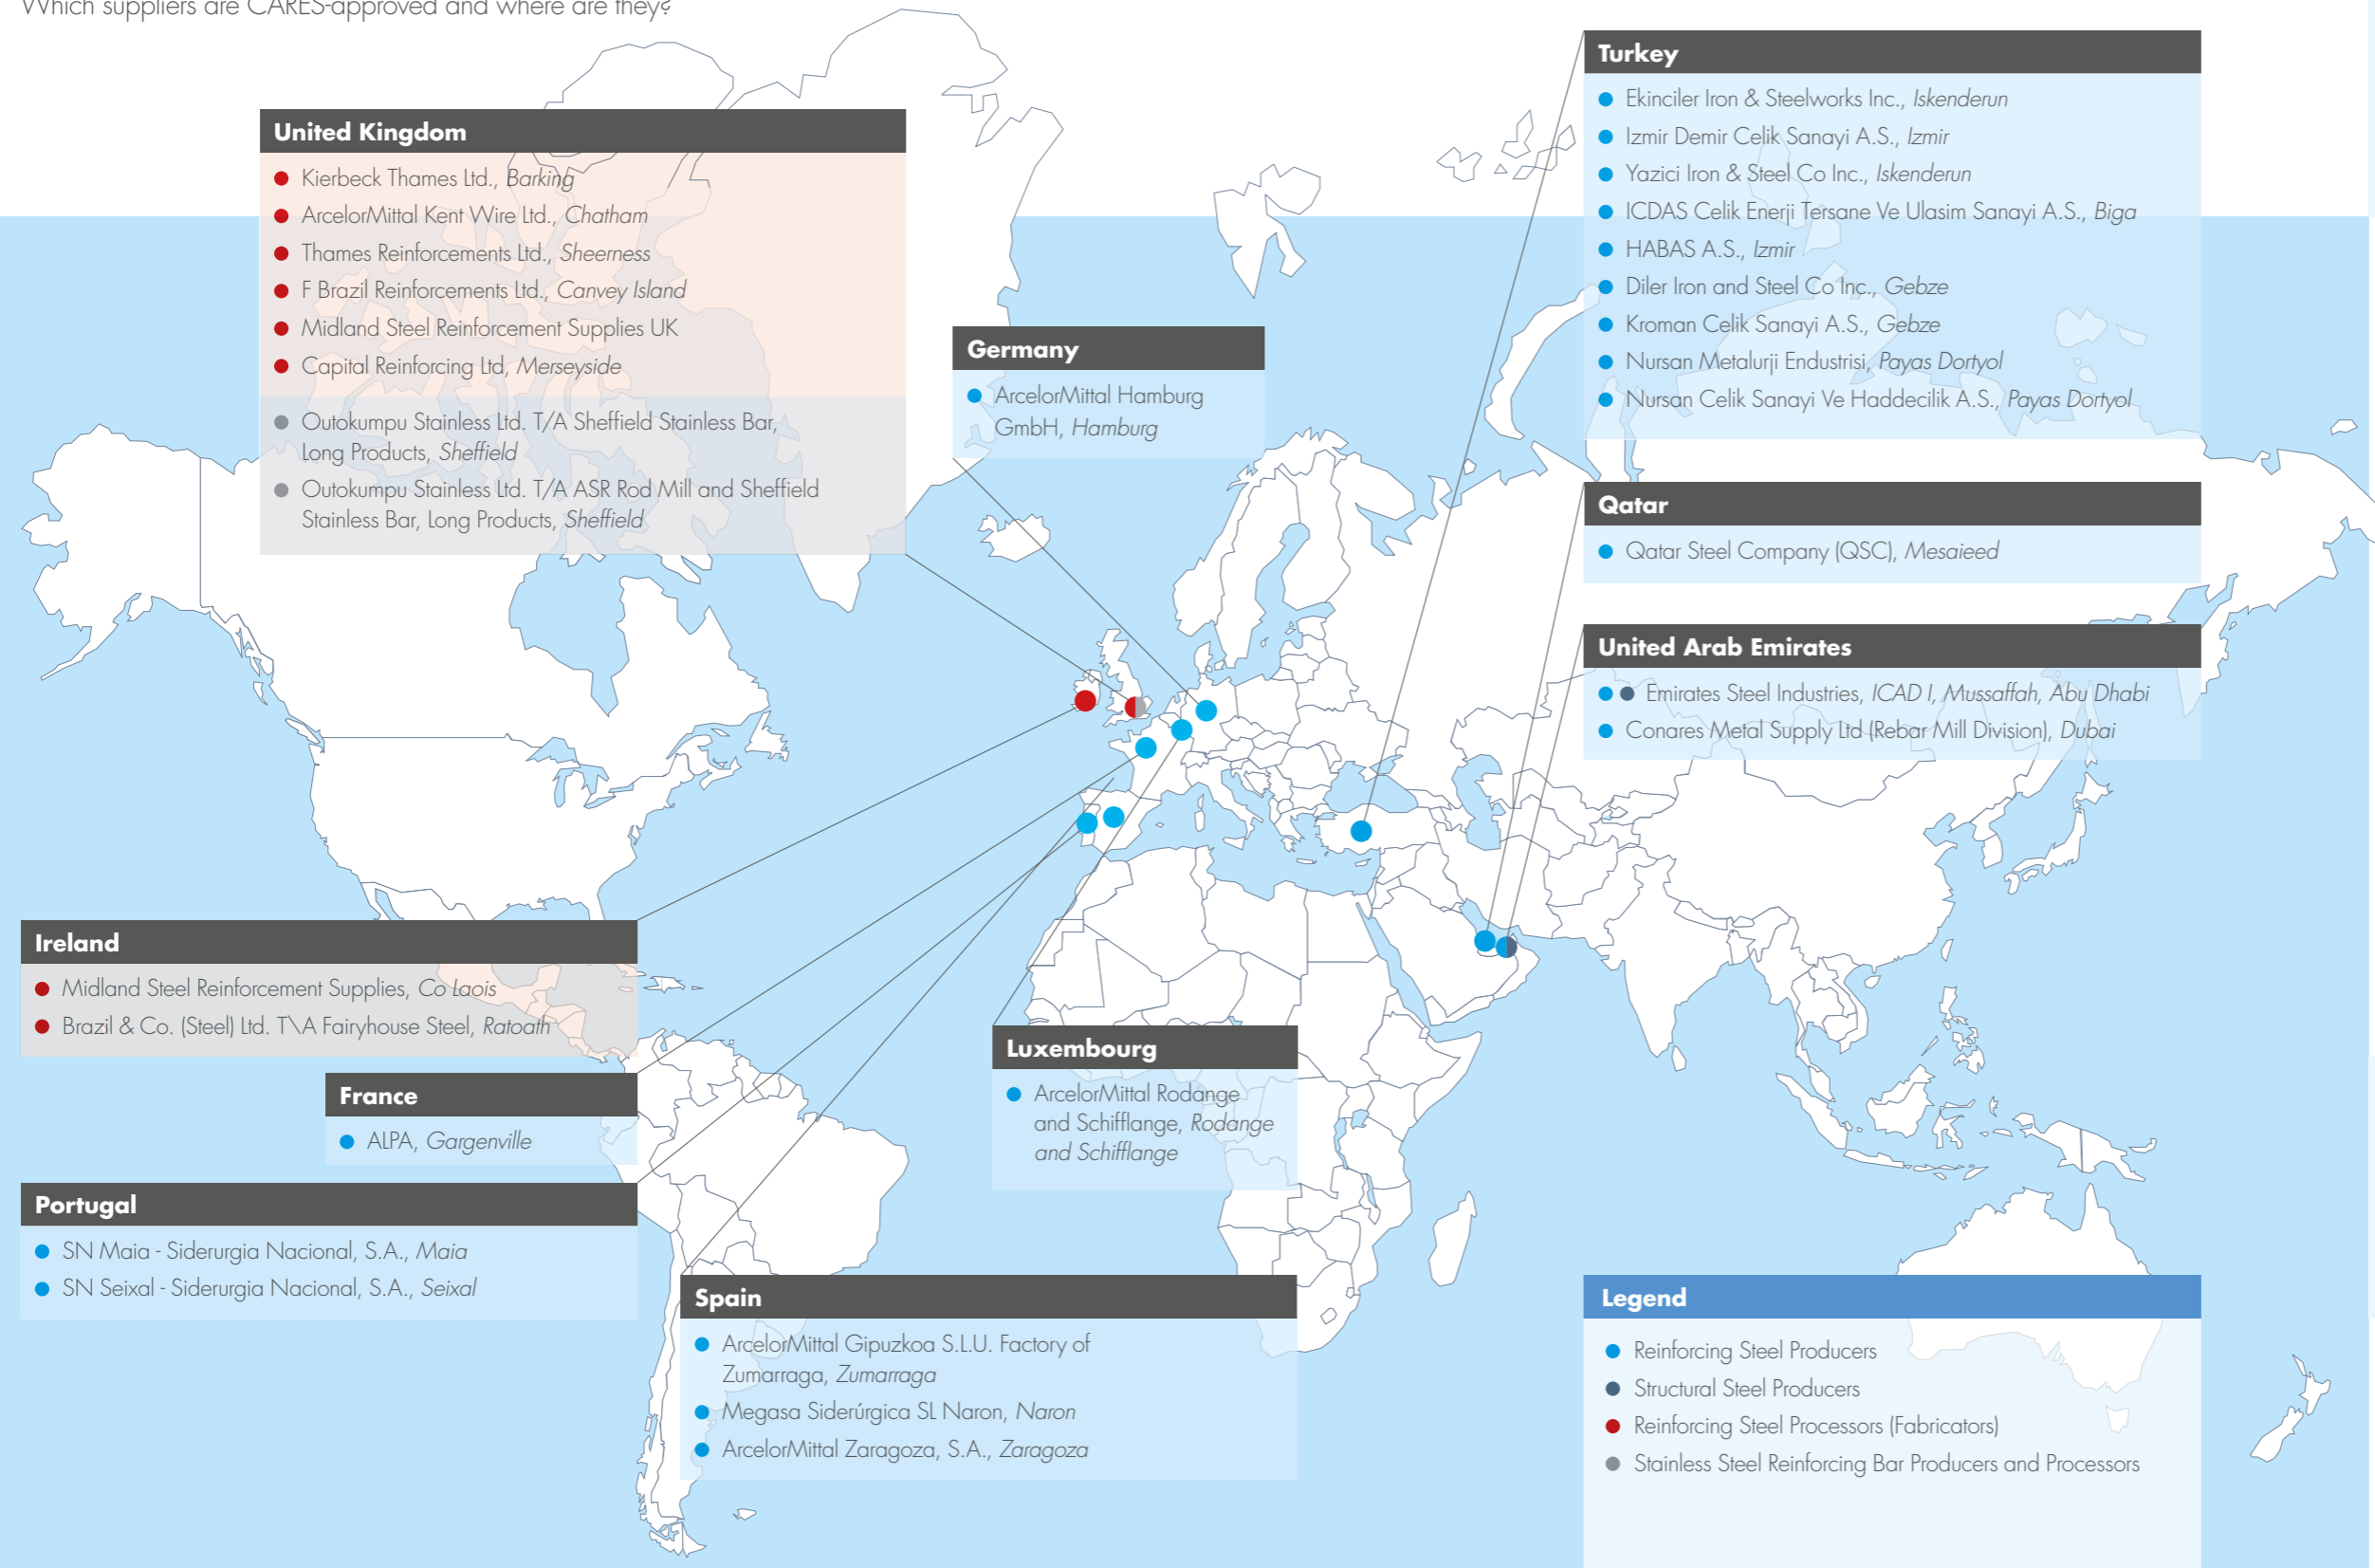 Which suppliers are CARES-approved and where are they?
United Kingdom
Kierbeck Thames Ltd., Barking
ArcelorMittal Kent Wire Ltd., Chatham
Thames Reinforcements Ltd., Sheerness
F Brazil Reinforcements Ltd., Canvey Island
Midland Steel Reinforcement Supplies UK
Capital Reinforcing Ltd, Merseyside
Outokumpu Stainless Ltd. T/A Sheffield Stainless Bar,
Long Products, Sheffield
Outokumpu Stainless Ltd. T/A ASR Rod Mill and Sheffield
Stainless Bar, Long Products, Sheffield
Germany
ArcelorMittal Hamburg
GmbH, Hamburg
Turkey
Ekinciler Iron & Steelworks Inc., Iskenderun
Izmir Demir Celik Sanayi A.S., Izmir
Yazici Iron & Steel Co Inc., Iskenderun
ICDAS Celik Enerji Tersane Ve Ulasim Sanayi A.S., Biga
HABAS A.S., Izmir
Diler Iron and Steel Co Inc., Gebze
Kroman Celik Sanayi A.S., Gebze
Nursan Metalurji Endustrisi, Payas Dortyol
Nursan Celik Sanayi Ve Haddecilik A.S., Payas Dortyol
Qatar
Qatar Steel Company (QSC), Mesaieed
United Arab Emirates
Emirates Steel Industries, ICAD I, Mussaffah, Abu Dhabi
Conares Metal Supply Ltd (Rebar Mill Division), Dubai
Ireland
Midland Steel Reinforcement Supplies, Co Laois
Brazil & Co. (Steel) Ltd. T\A Fairyhouse Steel, Ratoath
France
ALPA, Gargenville
Portugal
SN Maia - Siderurgia Nacional, S.A., Maia
SN Seixal - Siderurgia Nacional, S.A., Seixal
Luxembourg
ArcelorMittal Rodange
and Schifflange, Rodange
and Schifflange
Spain
ArcelorMittal Gipuzkoa S.L.U. Factory of
Zumarraga, Zumarraga
Megasa Siderúrgica SL Naron, Naron
ArcelorMittal Zaragoza, S.A., Zaragoza
Legend
Reinforcing Steel Producers
Structural Steel Producers
Reinforcing Steel Processors (Fabricators)
Stainless Steel Reinforcing Bar Producers and Processors